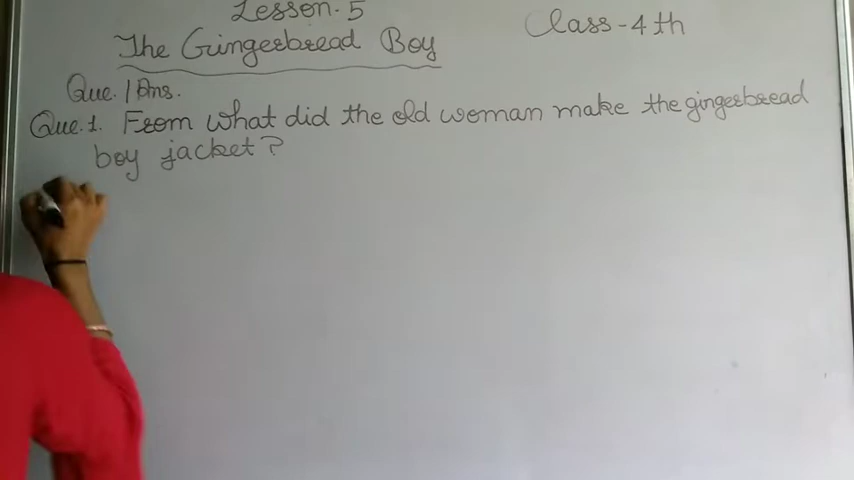 Lesson. 5
Class - 4th
The Gingerbread Boy
Que. / Ans.
Que. 1. From what did the old woman make the gingerbread
boy jacket?